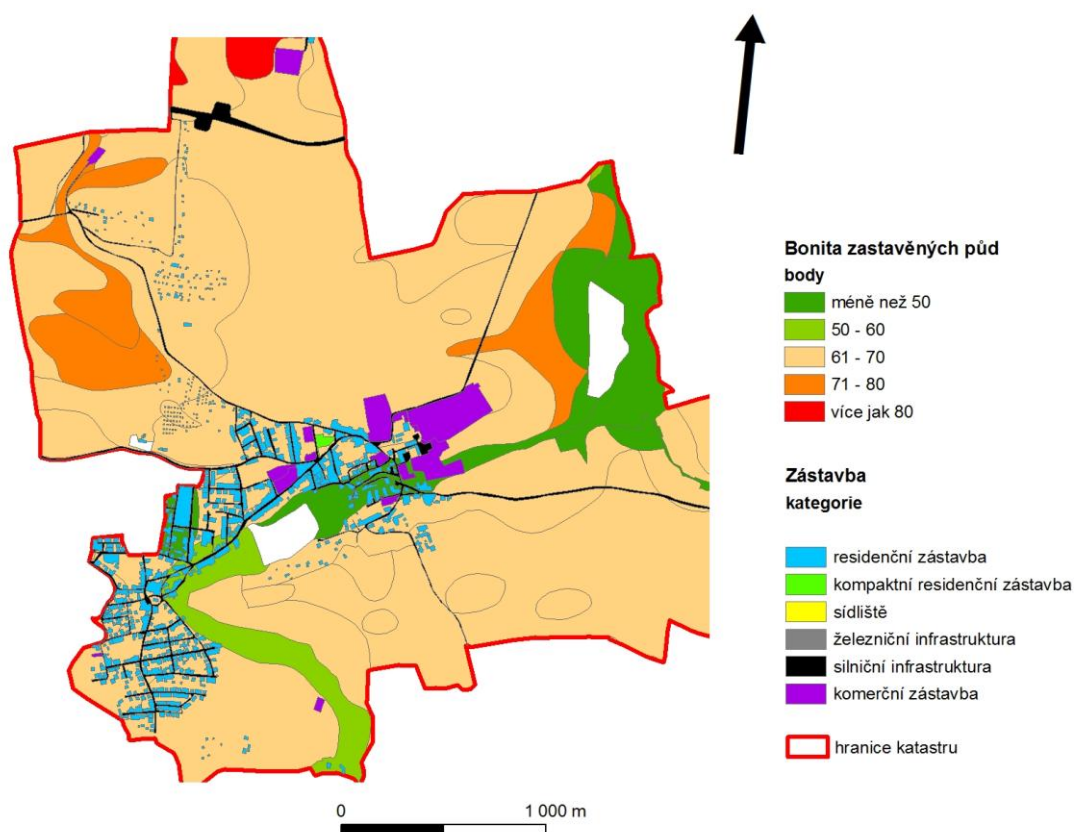 Bonita zastavěných půd
body
méně než 50
50 - 60
61 - 70
71 - 80
více jak 80
Zástavba
kategorie
residenční zástavba
kompaktní residenční zástavba
sídliště
železniční infrastruktura
silniční infrastruktura
komerční zástavba
hranice katastru
0 1 000 m